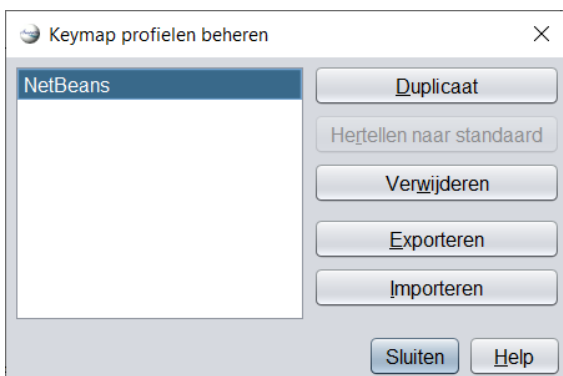 Keymap profielen beheren
NetBeans
Duplicaat
Hertellen naar standaard
Verwijderen
Exporteren
Importeren
Sluiten
Help